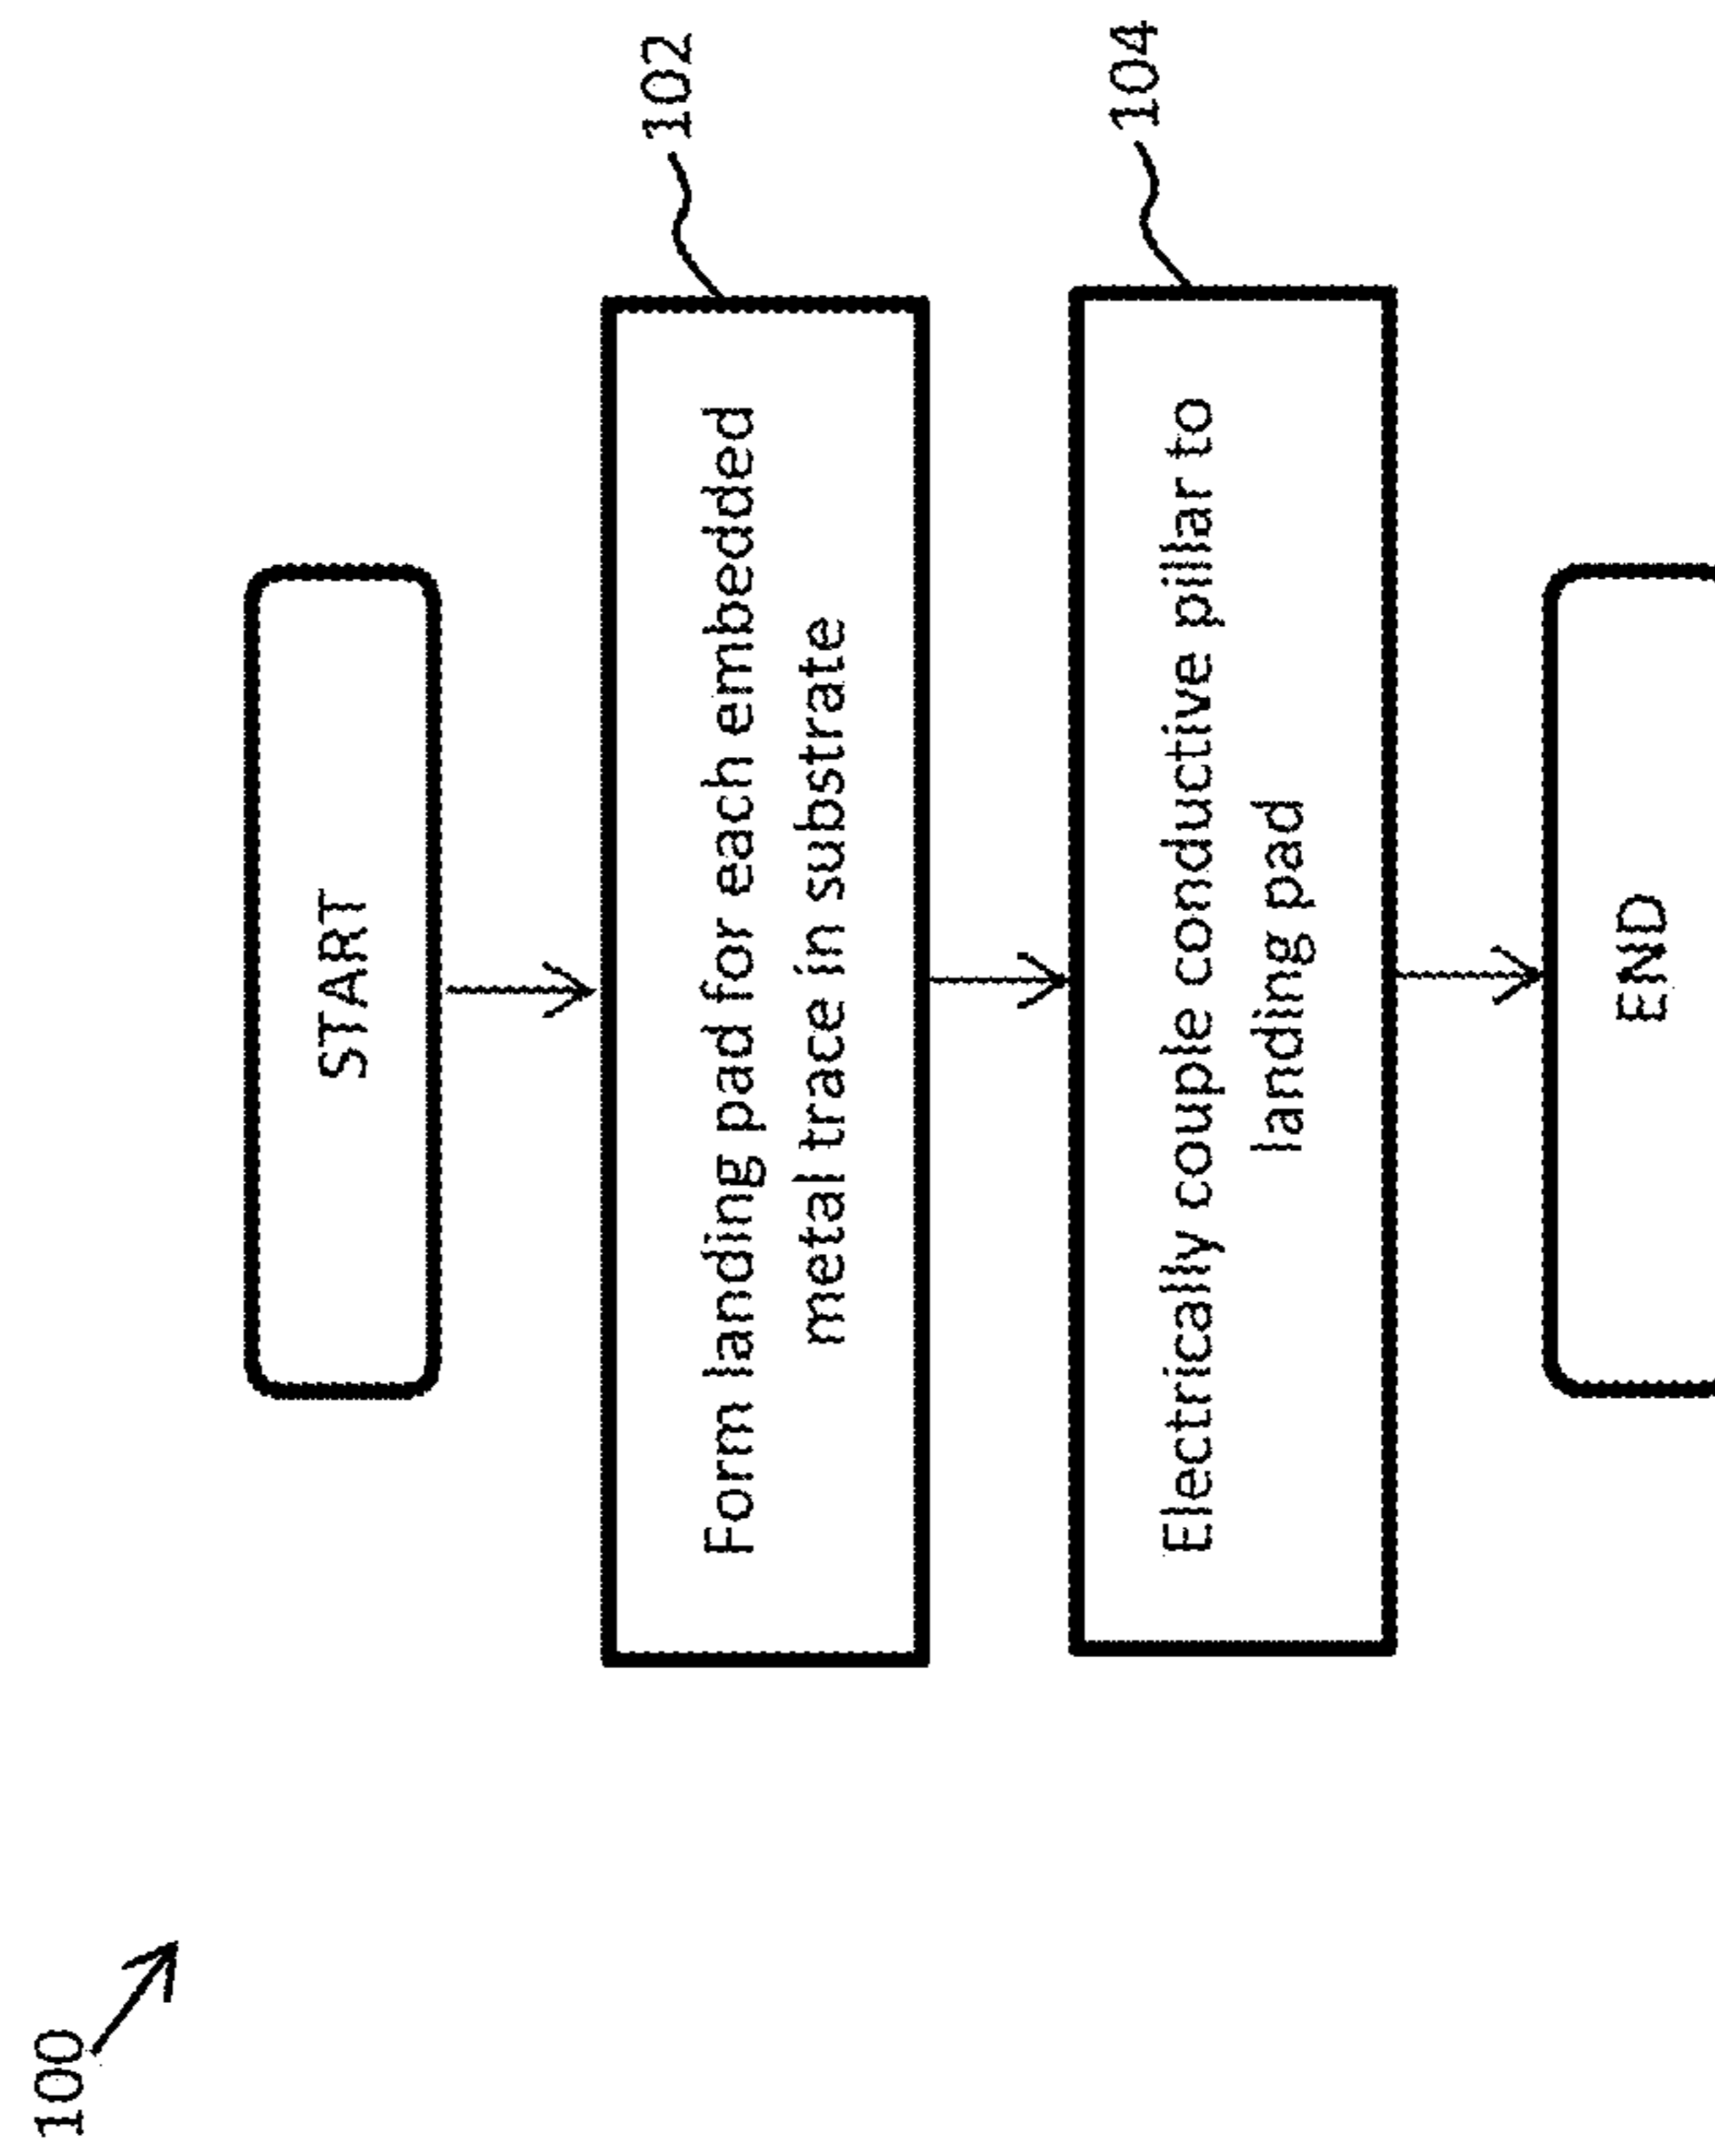 100
START
Form landing pad for each embedded
metal trace in substrate
102
Electrically couple conductive pillar to
landing pad
104
END